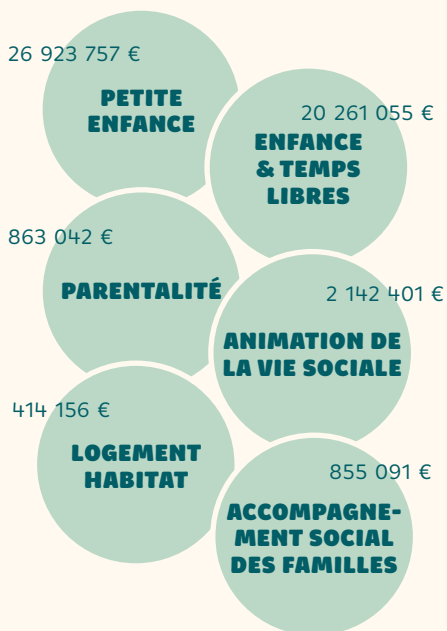 26 923 757 €
PETITE
ENFANCE
20 261 055 €
ENFANCE
& TEMPS
LIBRES
863 042 €
PARENTALITÉ
2 142 401 €
ANIMATION DE
LA VIE SOCIALE
414 156 €
LOGEMENT
HABITAT
855 091 €
ACCOMPAGNE-
MENT SOCIAL
DES FAMILLES